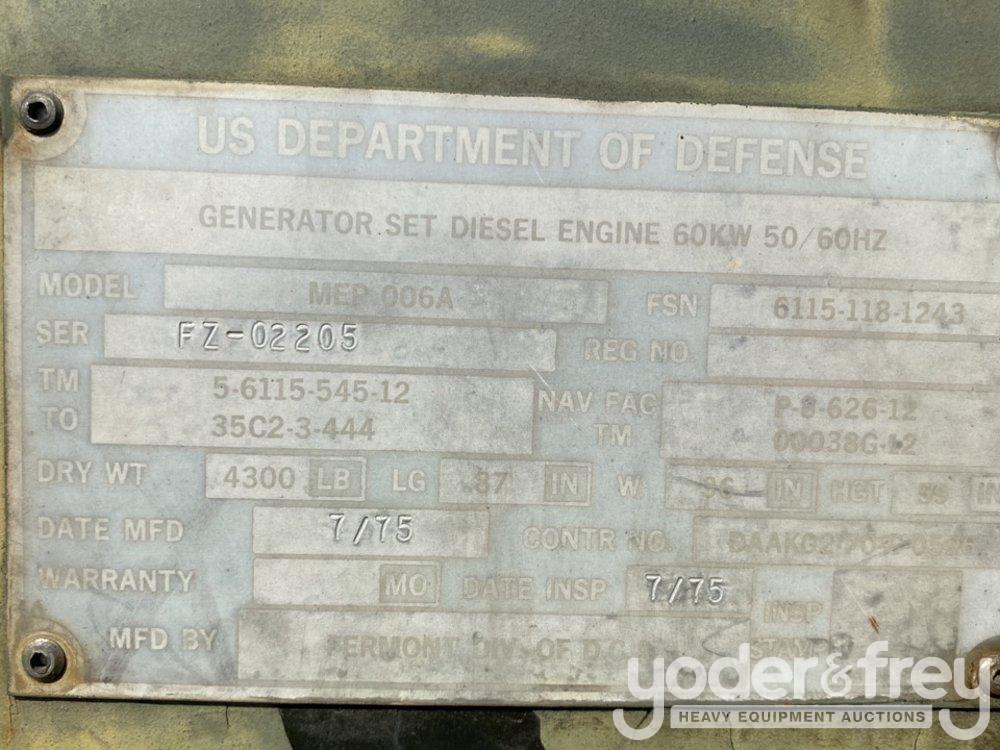 US DEPARTMENT OF DEFENSE
GENERATOR SET DIESEL ENGINE 60KW 50/60HZ
MODEL MEP 006A FSN 6115-118-1243
SER FZ-02205 REG NO.
TM 5-6115-545-12 NAV FAC P-8-626-12
TO 35C2-3-444 TM 00038G-12
DRY WT 4300 LB LG 87 IN W IN HGT
DATE MFD 7/75 CONTR NO.
WARRANTY MO DATE INSP 7/75 INSP
MFD BY FERMONT DIV. OF STAMP
yoder&frey
HEAVY EQUIPMENT AUCTIONS